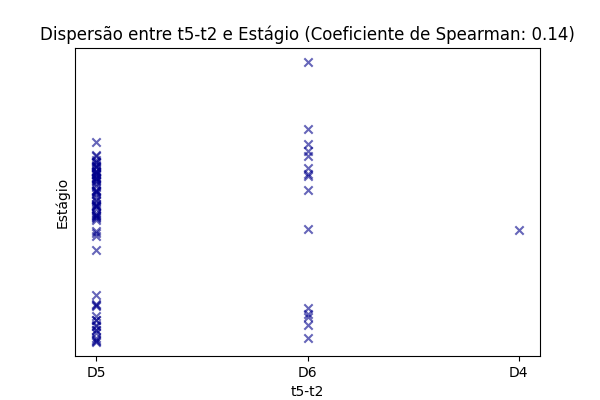 Dispersão entre t5-t2 e Estágio (Coeficiente de Spearman: 0.14)
Estágio
D5 D6 D4
t5-t2